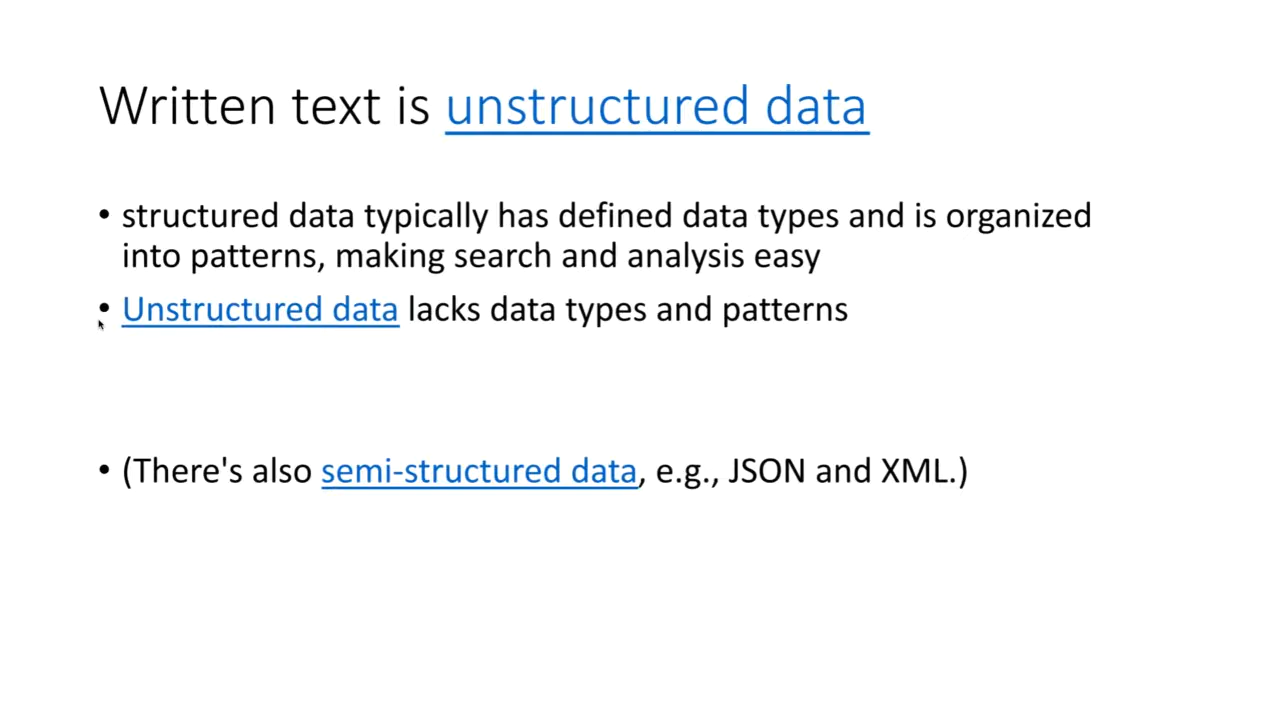 Written text is unstructured data
• structured data typically has defined data types and is organized
into patterns, making search and analysis easy
• Unstructured data lacks data types and patterns
• (There's also semi-structured data, e.g., JSON and XML.)